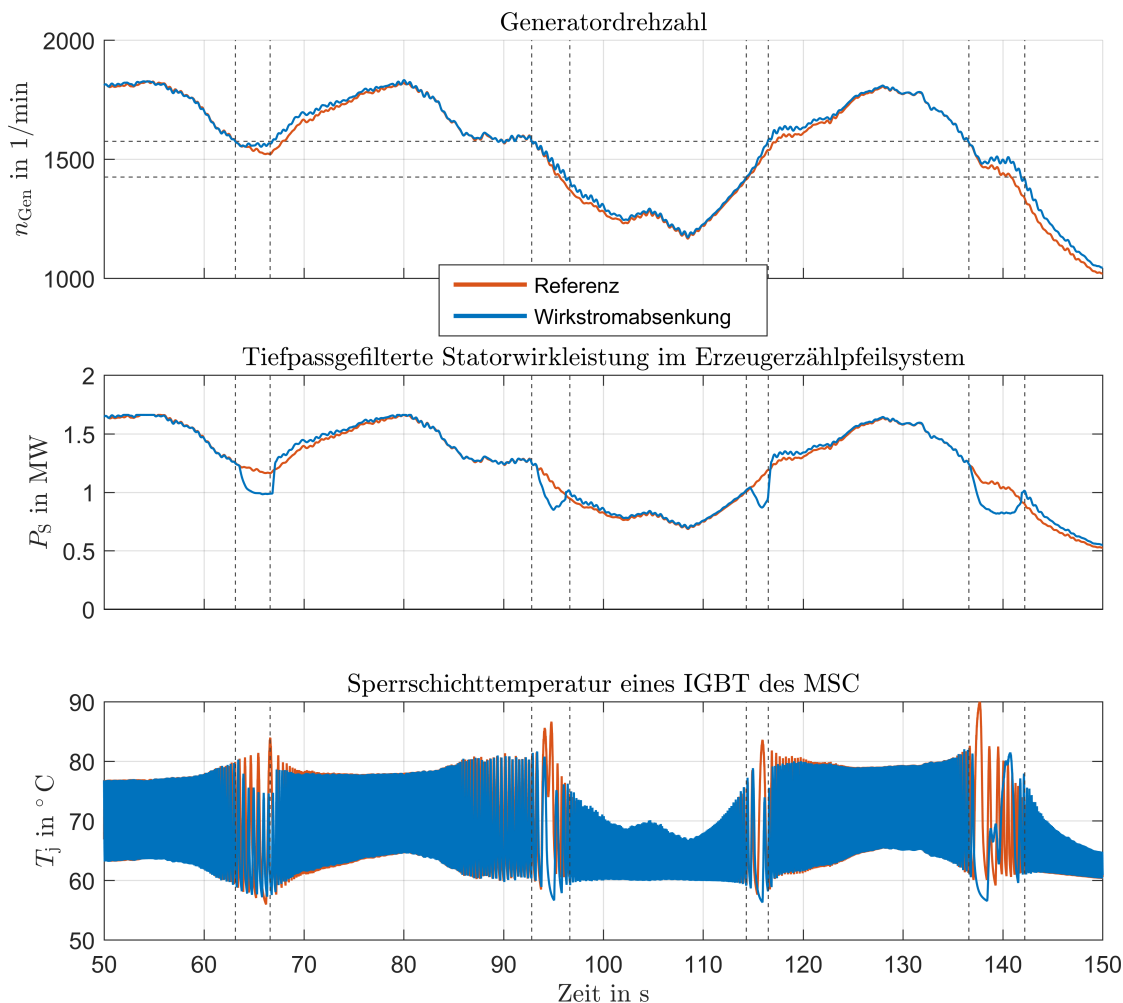 Generatordrehzahl
2000
1500
1000
n_Gen in 1/min
Referenz
Wirkstromabsenkung
Tiefpassgefilterte Statorwirkleistung im Erzeugerzählpfeilsystem
2
1.5
1
0.5
0
P_S in MW
Sperrschichttemperatur eines IGBT des MSC
90
80
70
60
50
T_j in °C
50 60 70 80 90 100 110 120 130 140 150
Zeit in s